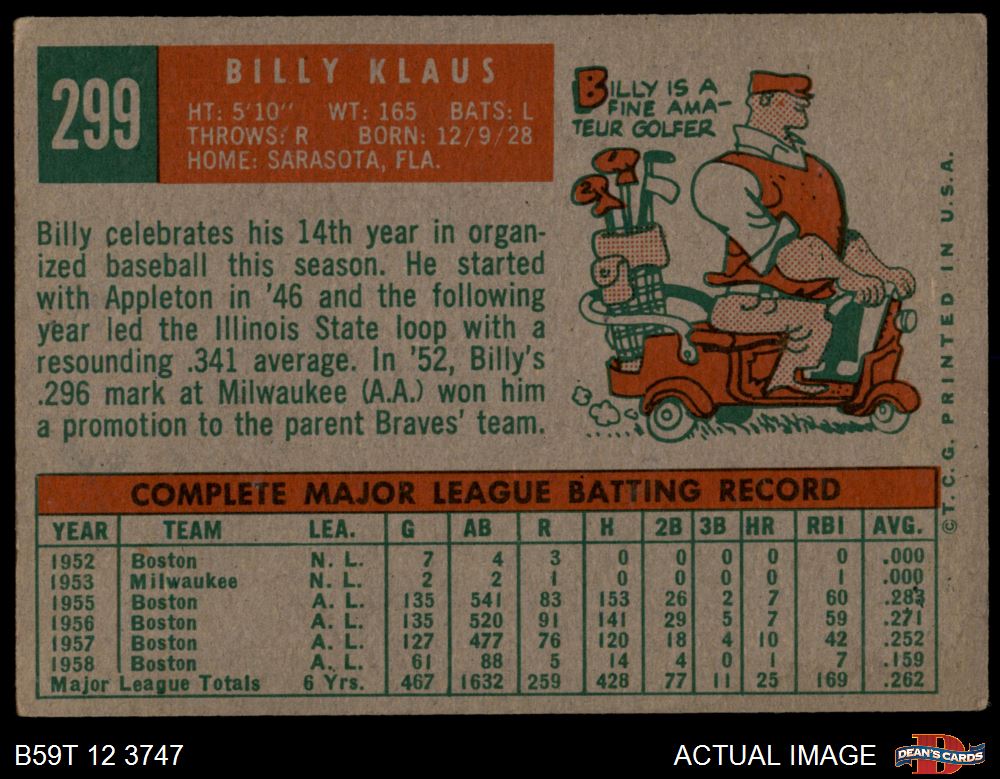 299
BILLY KLAUS
HT: 5'10" WT: 165 BATS: L
THROWS: R BORN: 12/9/28
HOME: SARASOTA, FLA.
BILLY IS A
FINE AMA-
TEUR GOLFER
Billy celebrates his 14th year in organ-
ized baseball this season. He started
with Appleton in '46 and the following
year led the Illinois State loop with a
resounding .341 average. In '52, Billy's
.296 mark at Milwaukee (A.A.) won him
a promotion to the parent Braves' team.
©T.C.G. PRINTED IN U.S.A.
COMPLETE MAJOR LEAGUE BATTING RECORD
YEAR TEAM LEA. G AB R H 2B 3B HR RBI AVG.
1952 Boston N. L. 7 4 3 0 0 0 0 0 .000
1953 Milwaukee N. L. 2 2 1 0 0 0 0 1 .000
1955 Boston A. L. 135 541 83 153 26 2 7 60 .283
1956 Boston A. L. 135 520 91 141 29 5 7 59 .271
1957 Boston A. L. 127 477 76 120 18 4 10 42 .252
1958 Boston A. L. 61 88 5 14 4 0 1 7 .159
Major League Totals 6 Yrs. 467 1632 259 428 77 11 25 169 .262
B59T 12 3747
ACTUAL IMAGE
D
DEAN'S CARDS